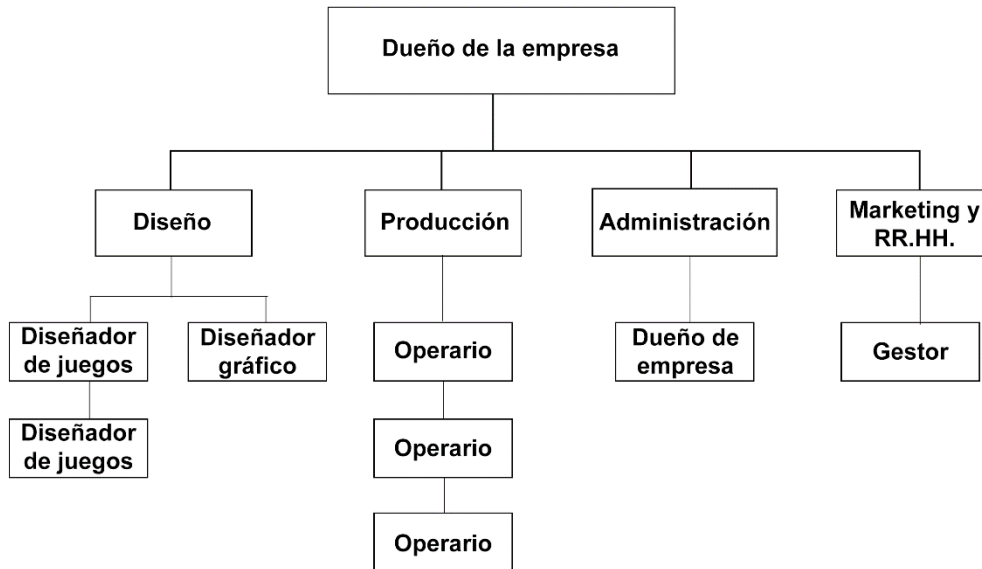 Dueño de la empresa
Diseño
Producción
Administración
Marketing y
RR.HH.
Diseñador
de juegos
Diseñador
gráfico
Operario
Dueño de
empresa
Gestor
Diseñador
de juegos
Operario
Operario